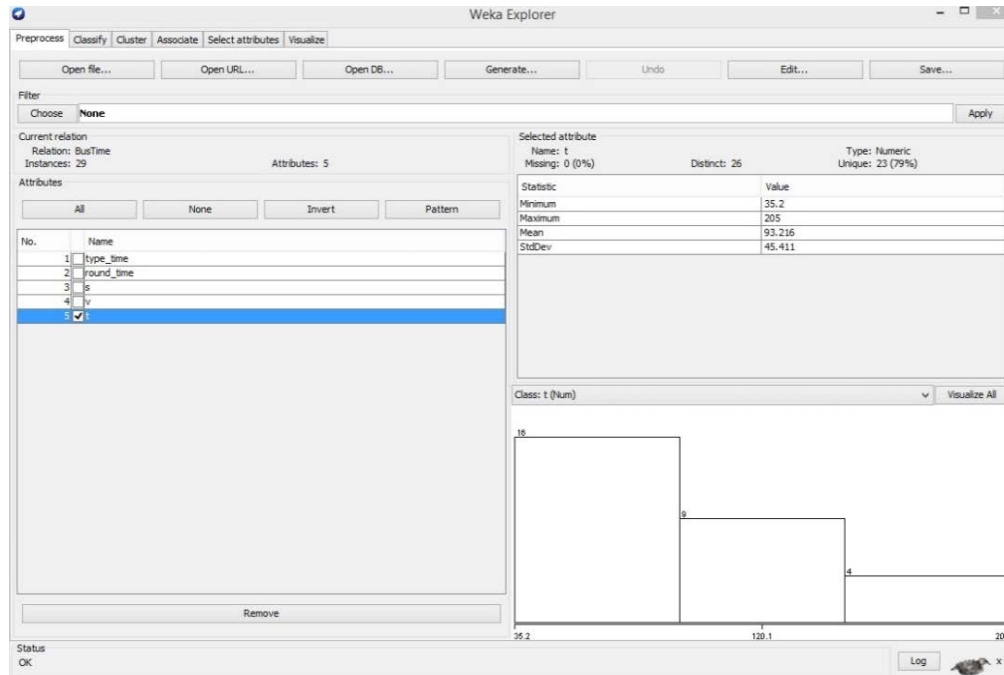 Weka Explorer
Preprocess Classify Cluster Associate Select attributes Visualize
Open file... Open URL... Open DB... Generate... Undo Edit... Save...
Filter
Choose None Apply
Current relation
Relation: BusTime
Instances: 29 Attributes: 5
Selected attribute
Name: t Type: Numeric
Missing: 0 (0%) Distinct: 26 Unique: 23 (79%)
Attributes
All None Invert Pattern
No. Name
1 type_time
2 round_time
3 s
4 v
5 t
Remove
Statistic Value
Minimum 35.2
Maximum 205
Mean 93.216
StdDev 45.411
Class: t (Num) Visualize All
16
9
4
35.2 120.1 20
Status
OK Log x